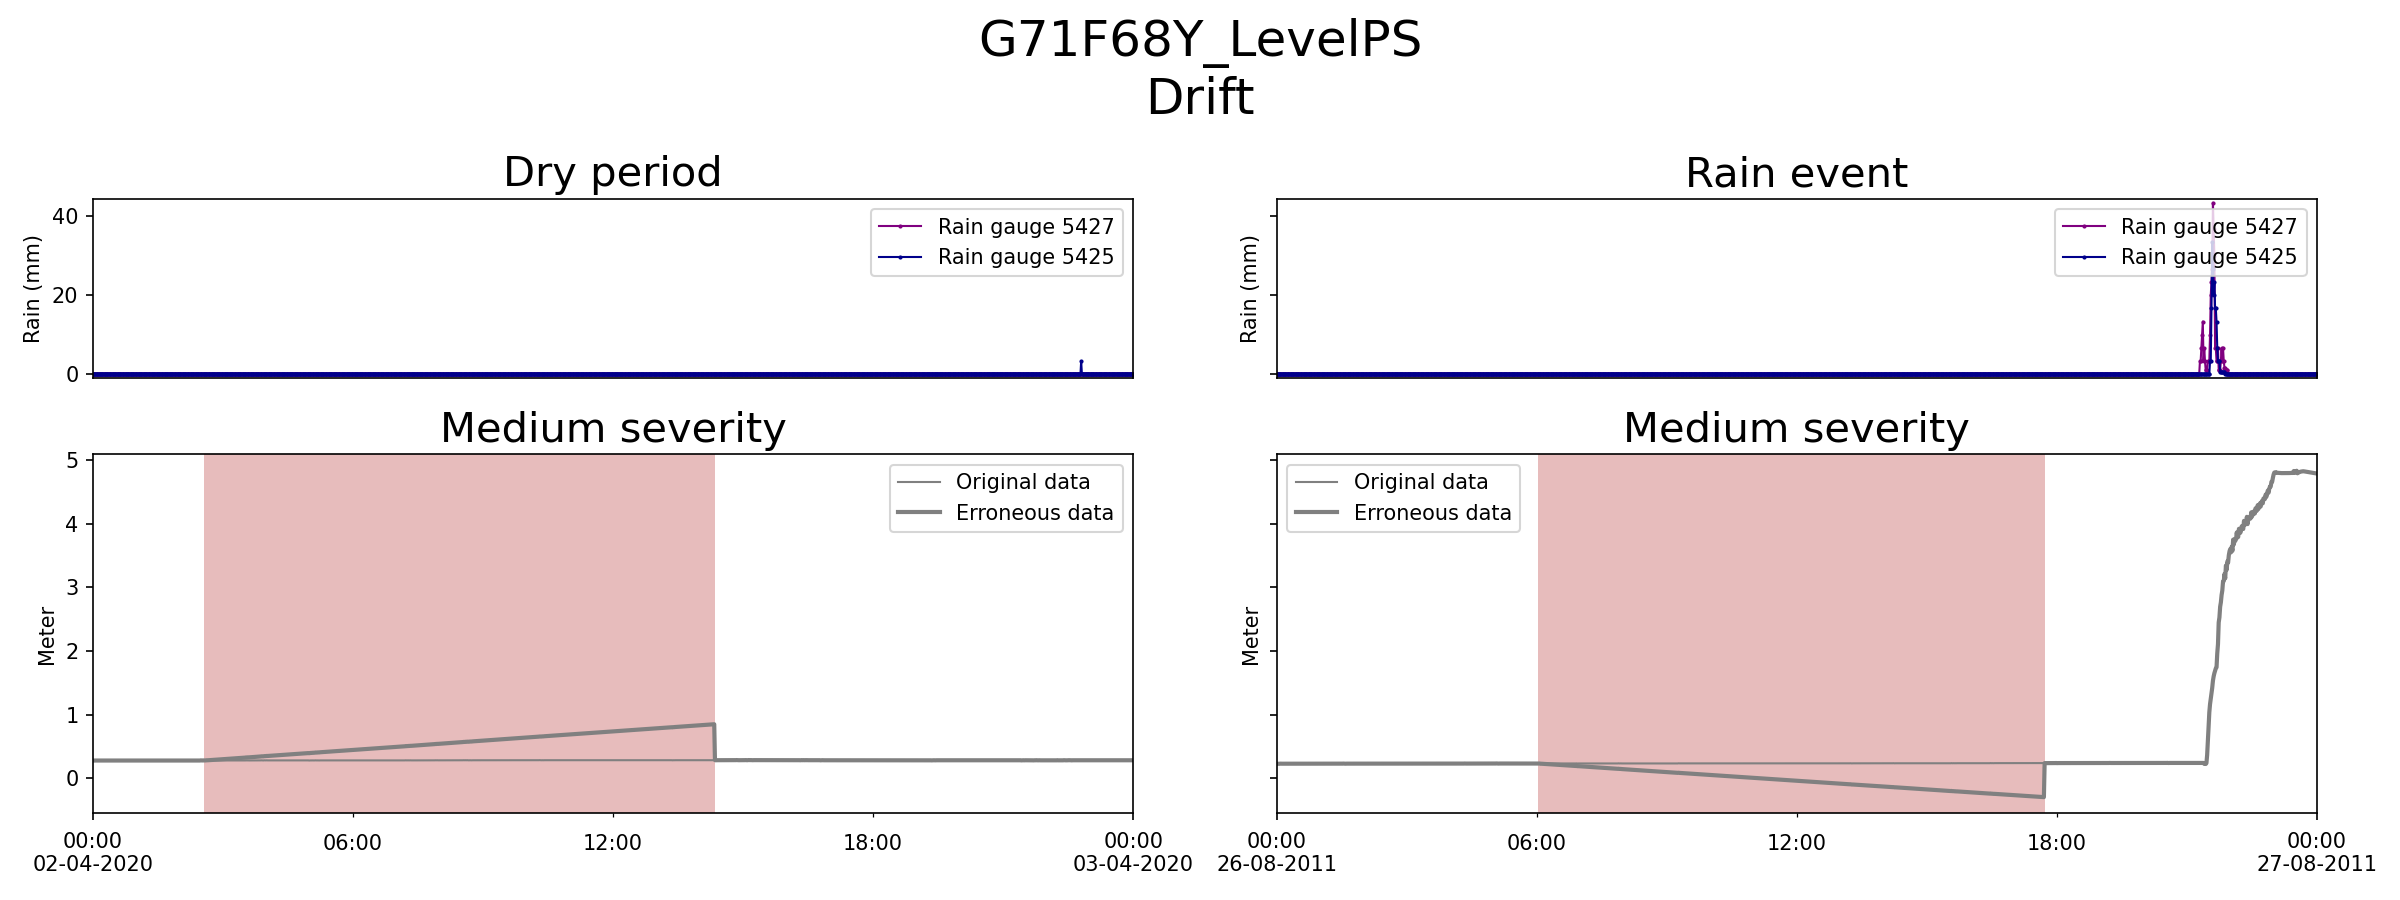 G71F68Y_LevelPS
Drift
Dry period
Rain event
40
20
0
Rain (mm)
Rain gauge 5427
Rain gauge 5425
Rain (mm)
Rain gauge 5427
Rain gauge 5425
Medium severity
Medium severity
5
4
3
2
1
0
Meter
Original data
Erroneous data
Meter
Original data
Erroneous data
00:00
02-04-2020
06:00
12:00
18:00
00:00
03-04-2020
00:00
26-08-2011
06:00
12:00
18:00
00:00
27-08-2011